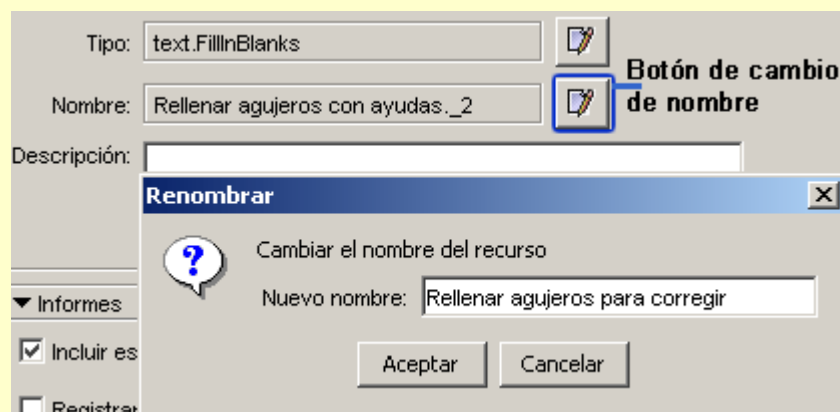 Tipo: text.FillInBlanks
Botón de cambio
de nombre
Nombre: Rellenar agujeros con ayudas._2
Descripción:
Renombrar
Cambiar el nombre del recurso
Nuevo nombre: Rellenar agujeros para corregir
Informes
Incluir es
Aceptar Cancelar
Registrar